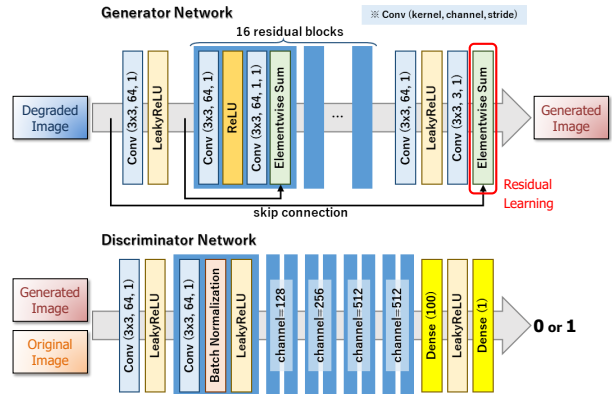 Generator Network
※ Conv (kernel, channel, stride)
16 residual blocks
Degraded
Image
Conv (3x3, 64, 1)
LeakyReLU
Conv (3x3, 64, 1)
ReLU
Conv (3x3, 64, 1, 1)
Elementwise Sum
...
Conv (3x3, 64, 1)
LeakyReLU
Conv (3x3, 3, 1)
Elementwise Sum
Generated
Image
Residual
Learning
skip connection
Discriminator Network
Generated
Image
Original
Image
Conv (3x3, 64, 1)
LeakyReLU
Conv (3x3, 64, 1)
Batch Normalization
LeakyReLU
channel=128
channel=256
channel=512
channel=512
Dense (100)
LeakyReLU
Dense (1)
0 or 1